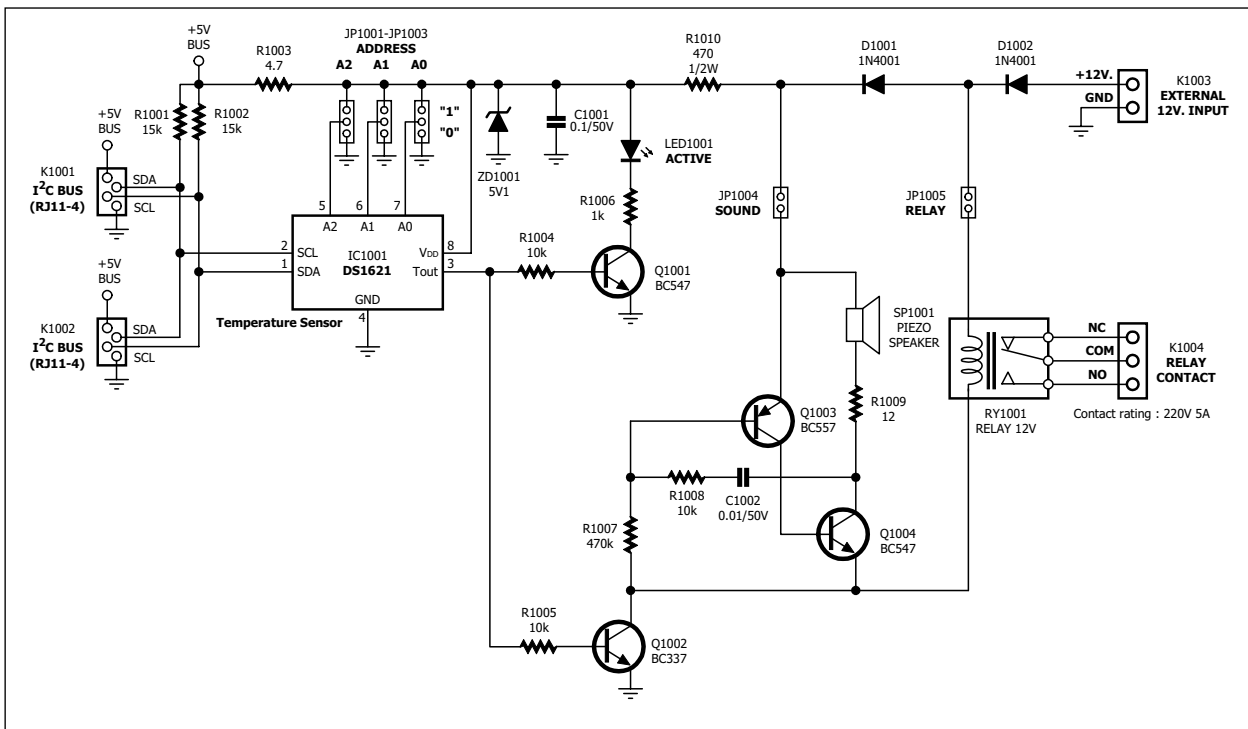 +5V
BUS
R1003
4.7
JP1001-JP1003
ADDRESS
A2 A1 A0
R1010
470
1/2W
D1001
1N4001
D1002
1N4001
+12V.
GND
K1003
EXTERNAL
12V. INPUT
+5V
BUS
R1001
15k
R1002
15k
"1"
"0"
C1001
0.1/50V
ZD1001
5V1
LED1001
ACTIVE
K1001
I²C BUS
(RJ11-4)
SDA
SCL
R1006
1k
JP1004
SOUND
JP1005
RELAY
5 6 7
A2 A1 A0
2 SCL
1 SDA
IC1001
DS1621
VDD 8
Tout 3
GND
4
Temperature Sensor
R1004
10k
Q1001
BC547
+5V
BUS
K1002
I²C BUS
(RJ11-4)
SDA
SCL
SP1001
PIEZO
SPEAKER
NC
COM
NO
K1004
RELAY
CONTACT
Contact rating : 220V 5A
RY1001
RELAY 12V
Q1003
BC557
R1009
12
R1008
10k
C1002
0.01/50V
R1007
470k
Q1004
BC547
R1005
10k
Q1002
BC337